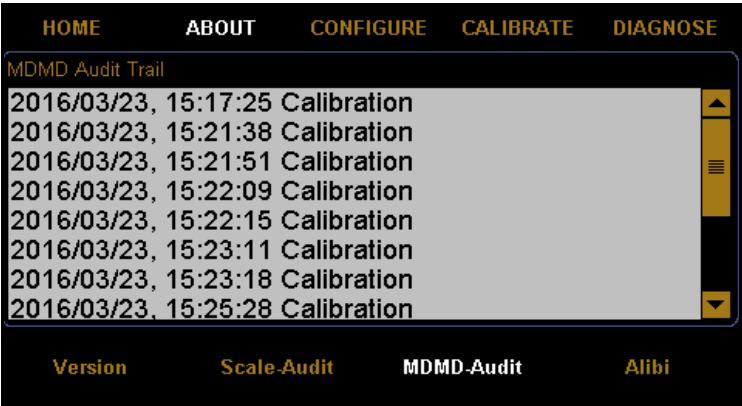 HOME ABOUT CONFIGURE CALIBRATE DIAGNOSE
MDMD Audit Trail
2016/03/23, 15:17:25 Calibration
2016/03/23, 15:21:38 Calibration
2016/03/23, 15:21:51 Calibration
2016/03/23, 15:22:09 Calibration
2016/03/23, 15:22:15 Calibration
2016/03/23, 15:23:11 Calibration
2016/03/23, 15:23:18 Calibration
2016/03/23, 15:25:28 Calibration
Version Scale-Audit MDMD-Audit Alibi